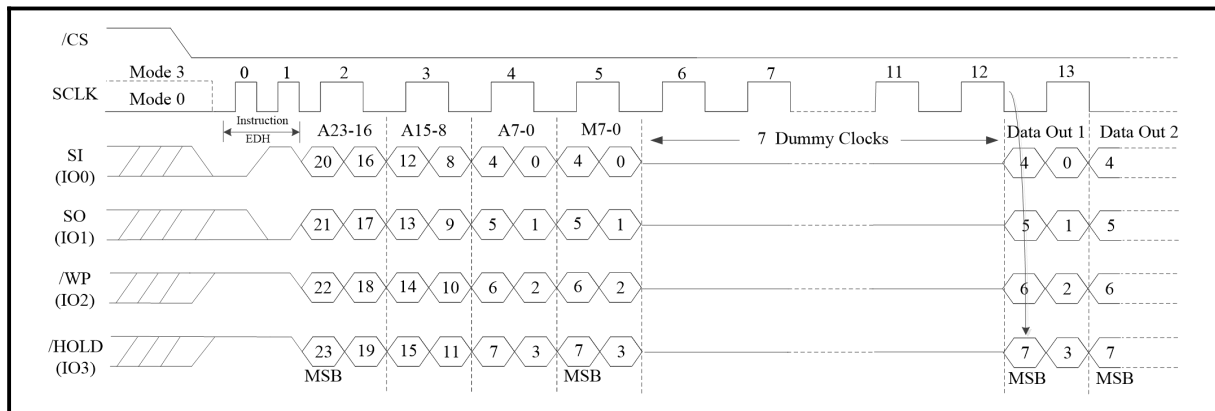 /CS
Mode 3 0 1 2 3 4 5 6 7 11 12 13
SCLK
Mode 0
Instruction
EDH
A23-16 A15-8 A7-0 M7-0 7 Dummy Clocks Data Out 1 Data Out 2
SI
(IO0)
20 16 12 8 4 0 4 0 4 0 4
SO
(IO1)
21 17 13 9 5 1 5 1 5 1 5
/WP
(IO2)
22 18 14 10 6 2 6 2 6 2 6
/HOLD
(IO3)
23 19 15 11 7 3 7 3 7 3 7
MSB MSB MSB MSB